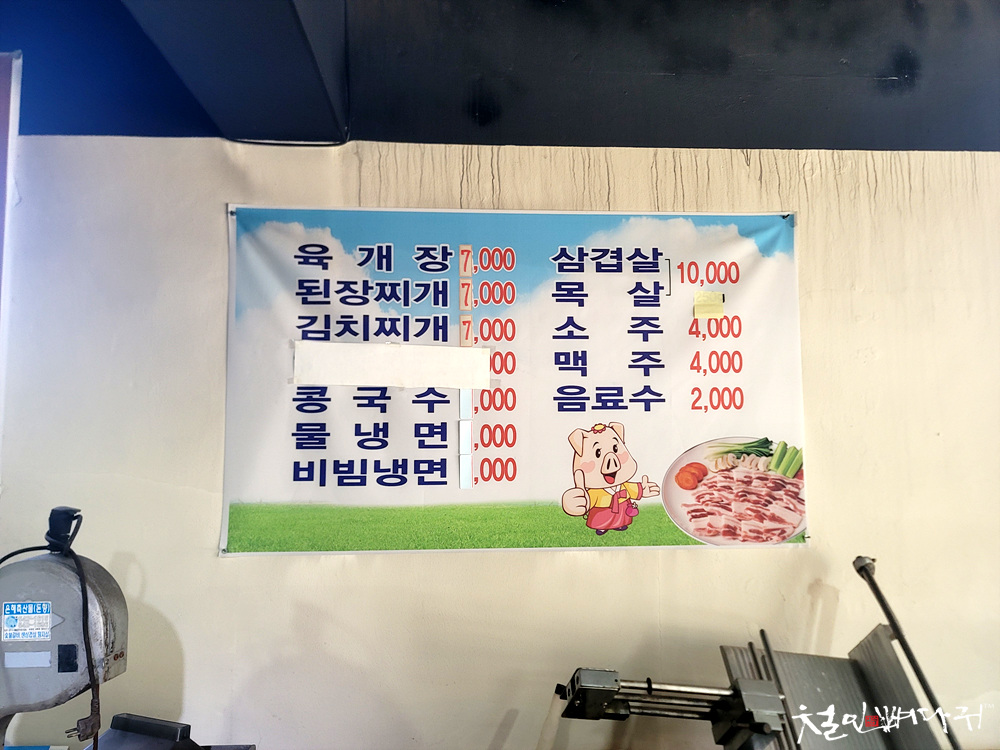 육개장 7,000
된장찌개 7,000
김치찌개 7,000
00
콩국수 ,000
물냉면 ,000
비빔냉면 ,000
삼겹살
목살
10,000
소주 4,000
맥주 4,000
음료수 2,000